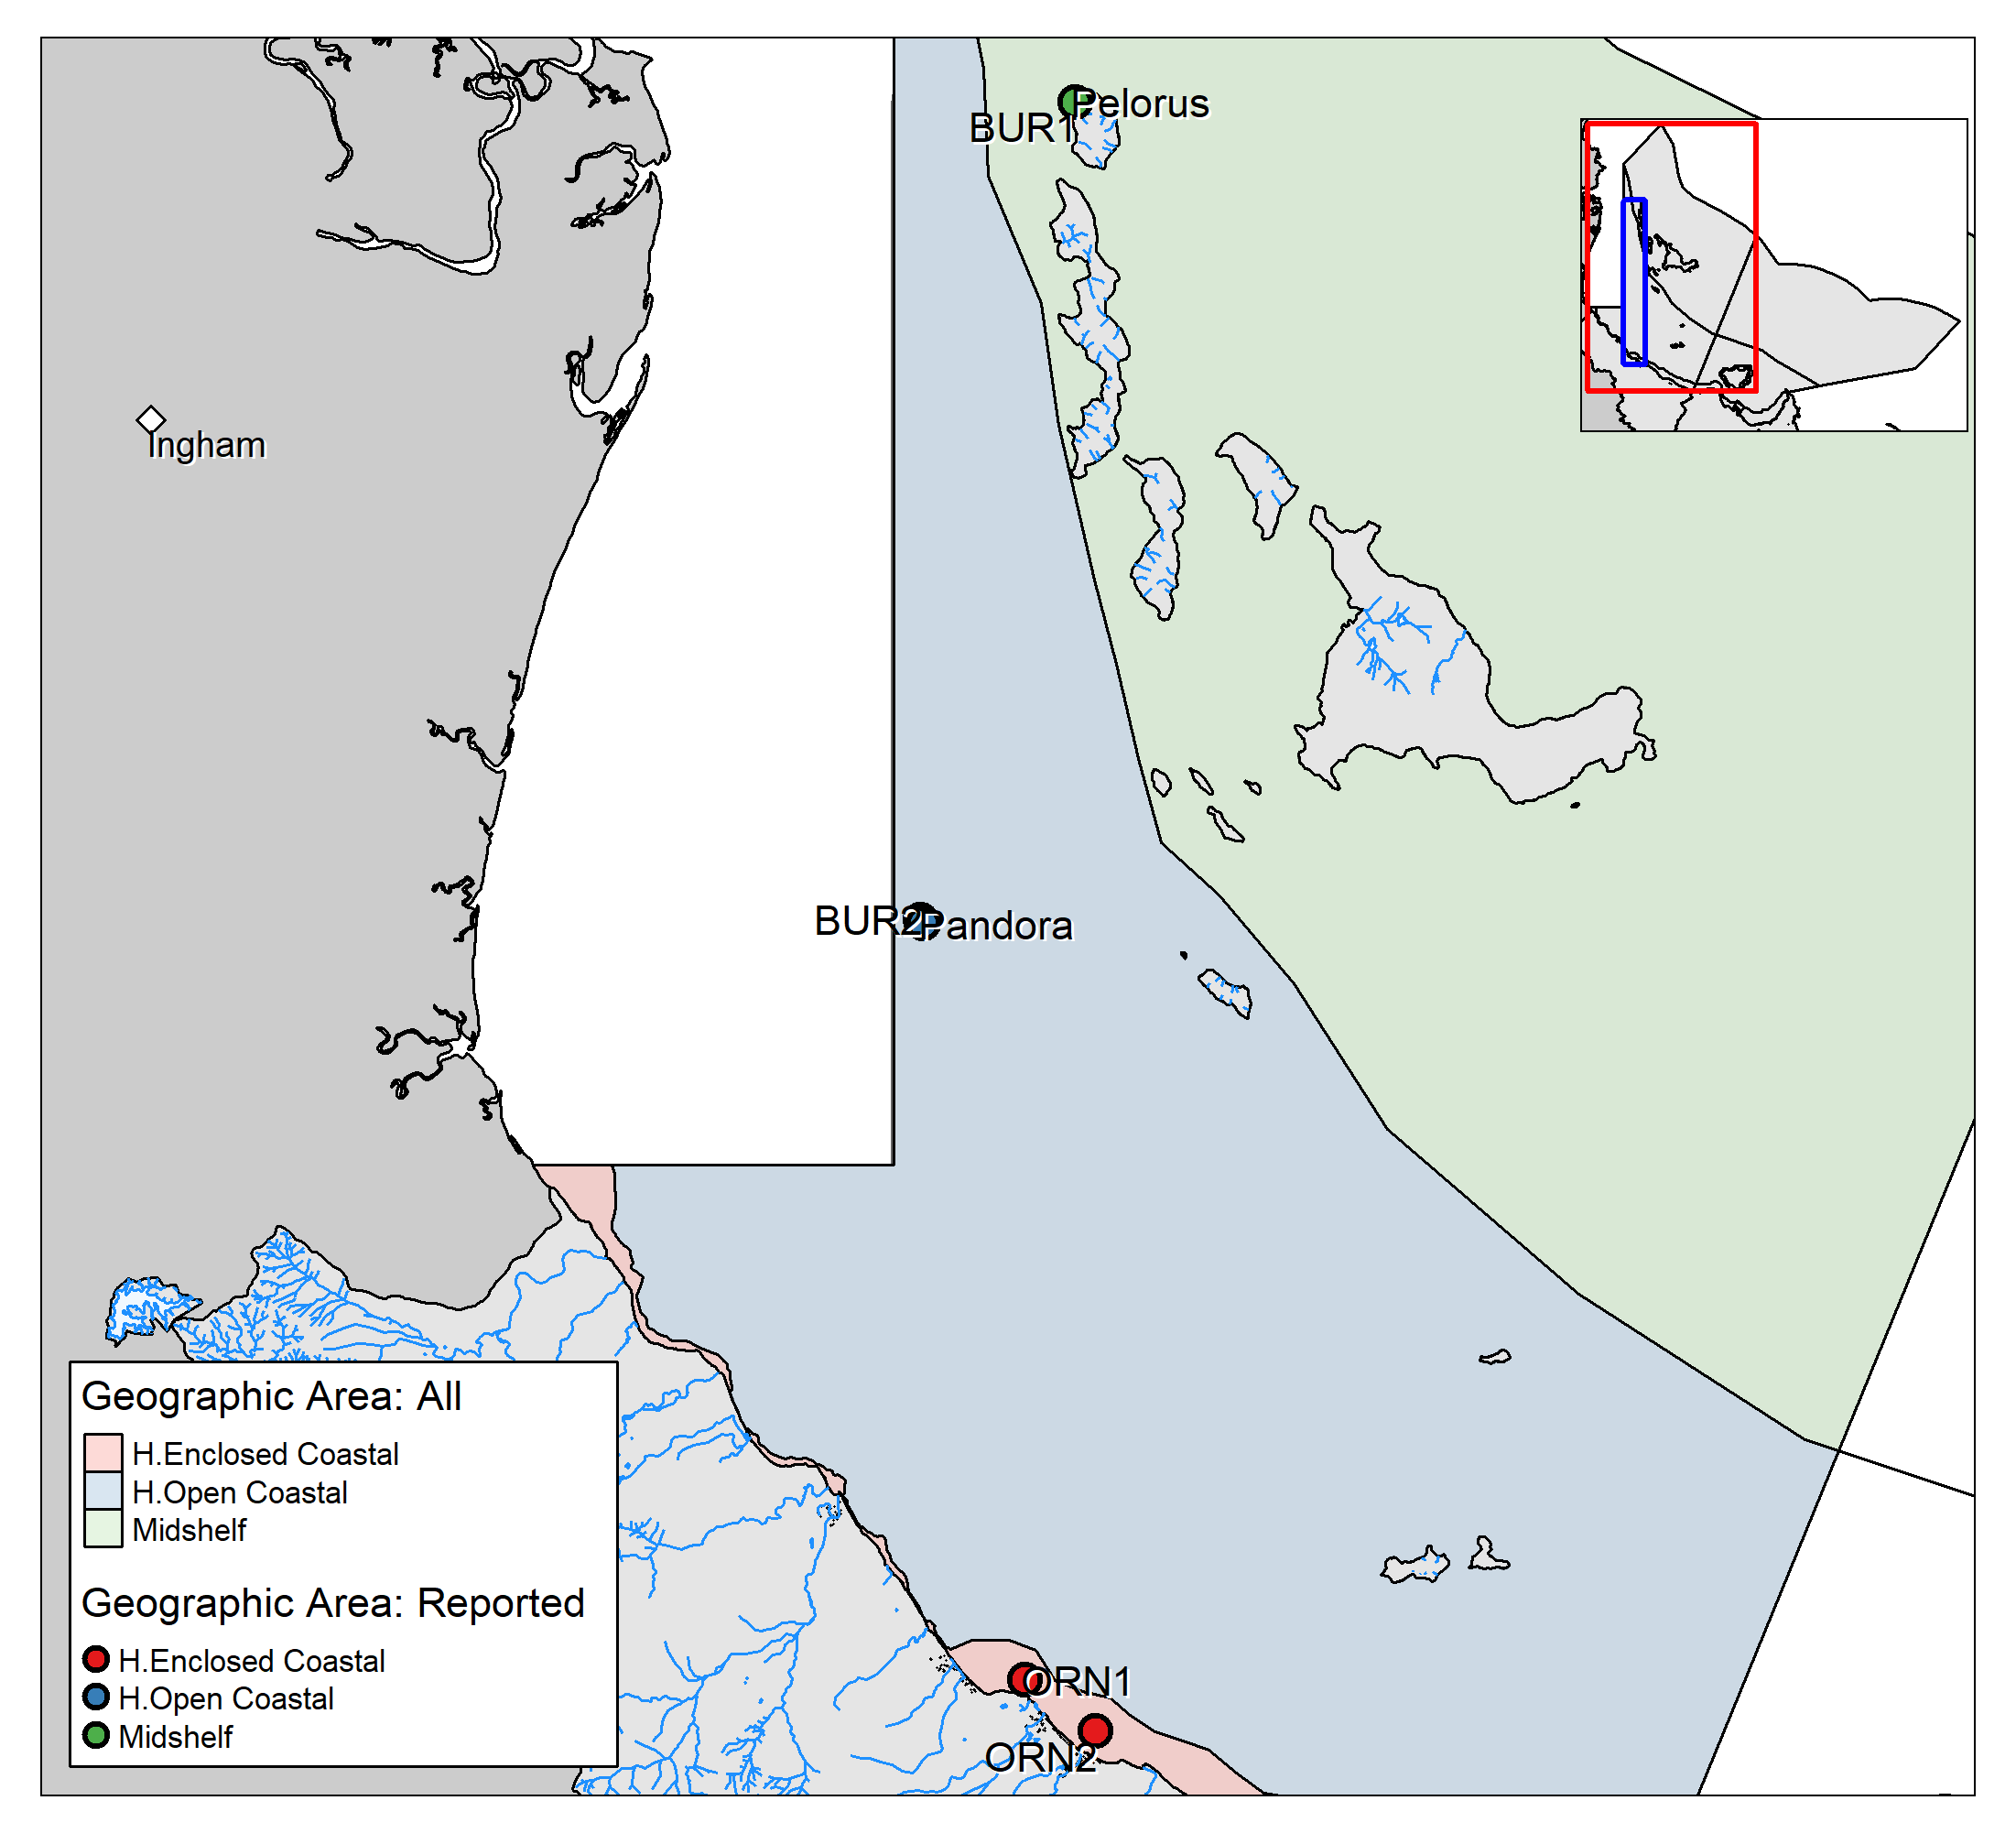 Pelorus
BUR1
Ingham
BUR2
Pandora
Geographic Area: All
H.Enclosed Coastal
H.Open Coastal
Midshelf
Geographic Area: Reported
H.Enclosed Coastal
H.Open Coastal
Midshelf
ORN1
ORN2